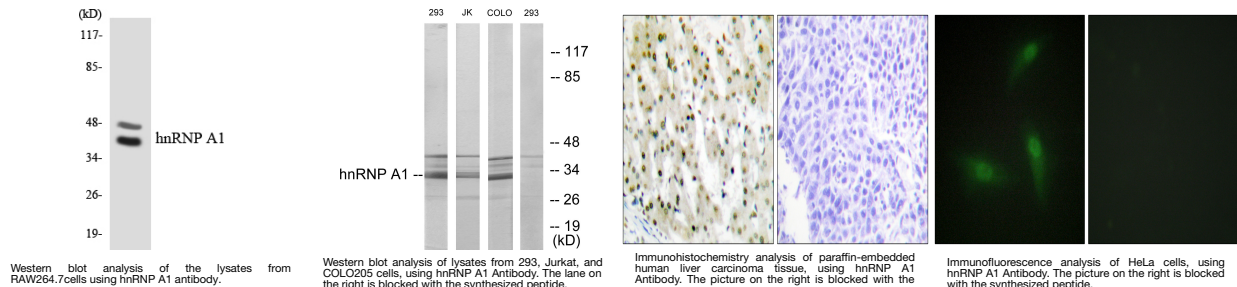 (kD)
117-
85-
48-
34-
26-
19-
hnRNP A1
Western blot analysis of the lysates from
RAW264.7cells using hnRNP A1 antibody.
293 JK COLO 293
-- 117
-- 85
-- 48
-- 34
-- 26
-- 19
(kD)
hnRNP A1 --
Western blot analysis of lysates from 293, Jurkat, and
COLO205 cells, using hnRNP A1 Antibody. The lane on
the right is blocked with the synthesized peptide.
Immunohistochemistry analysis of paraffin-embedded
human liver carcinoma tissue, using hnRNP A1
Antibody. The picture on the right is blocked with the
Immunofluorescence analysis of HeLa cells, using
hnRNP A1 Antibody. The picture on the right is blocked
with the synthesized peptide.